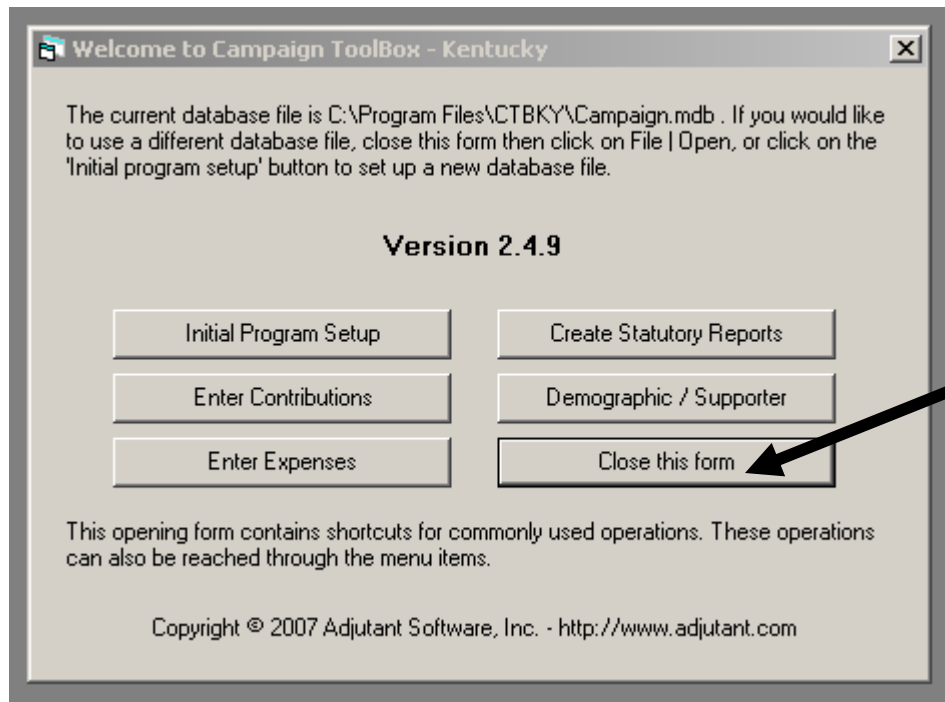 Welcome to Campaign ToolBox - Kentucky
The current database file is C:\Program Files\CTBKY\Campaign.mdb . If you would like
to use a different database file, close this form then click on File | Open, or click on the
'Initial program setup' button to set up a new database file.
Version 2.4.9
Initial Program Setup
Create Statutory Reports
Enter Contributions
Demographic / Supporter
Enter Expenses
Close this form
This opening form contains shortcuts for commonly used operations. These operations
can also be reached through the menu items.
Copyright © 2007 Adjutant Software, Inc. - http://www.adjutant.com